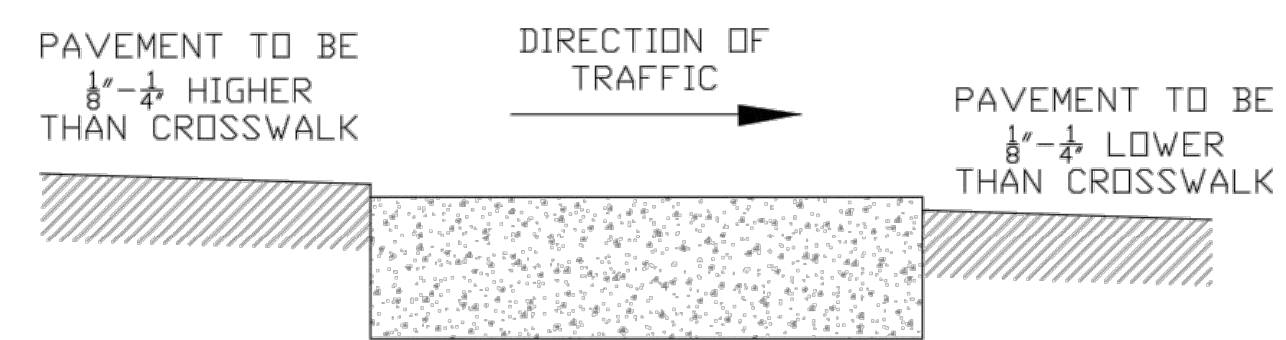 PAVEMENT TO BE
1/8"-1/4" HIGHER
THAN CROSSWALK
DIRECTION OF
TRAFFIC
PAVEMENT TO BE
1/8"-1/4" LOWER
THAN CROSSWALK